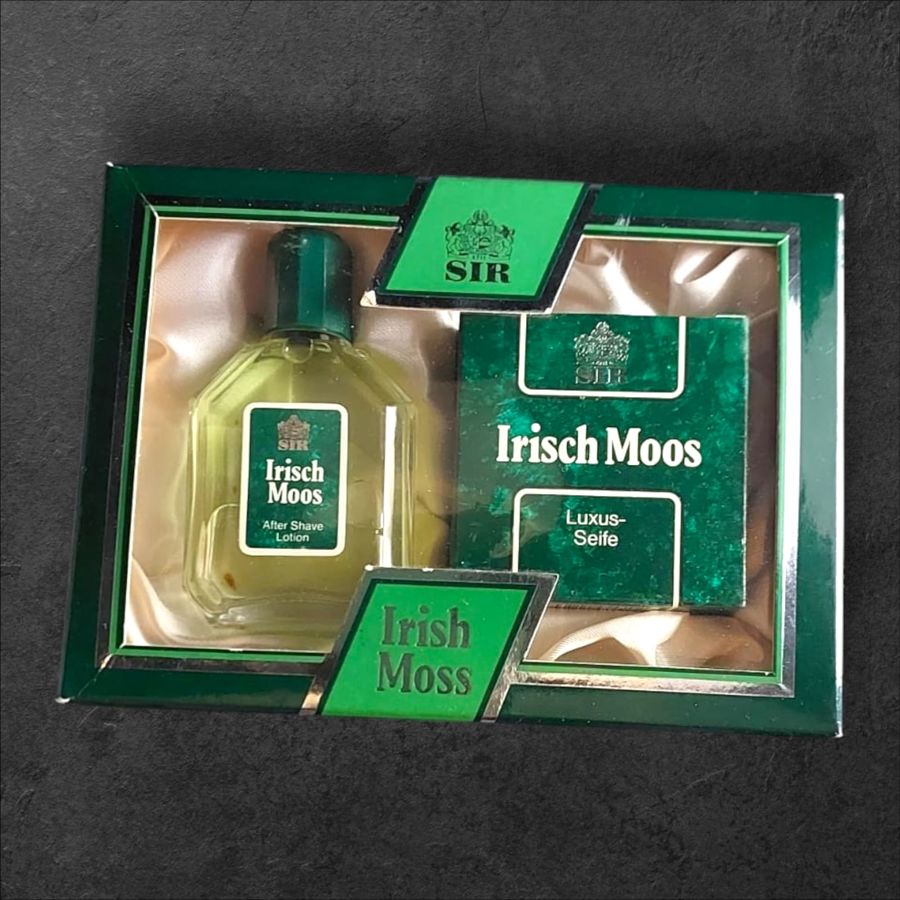 SIR
SIR
Irisch
Moos
After Shave
Lotion
SIR
Irisch Moos
Luxus-
Seife
Irish
Moss